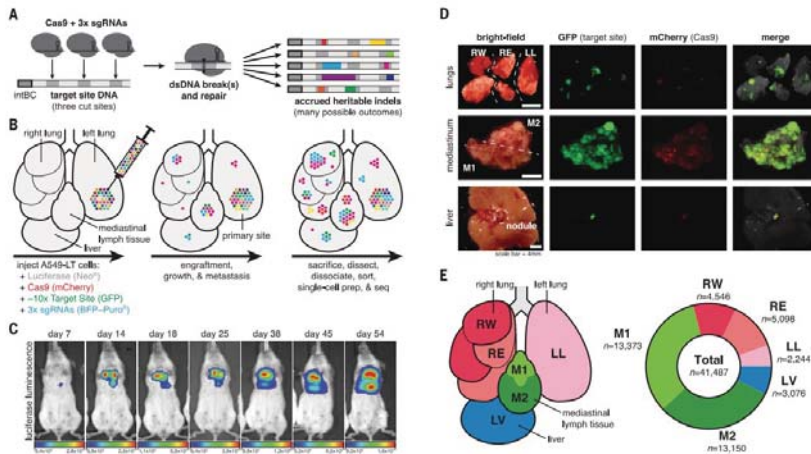 A
Cas9 + 3x sgRNAs
intBC
target site DNA
(three cut sites)
dsDNA break(s)
and repair
accrued heritable indels
(many possible outcomes)
B
right lung
left lung
mediastinal
lymph tissue
liver
primary site
inject A549-LT cells:
+ Luciferase (Neoᴿ)
+ Cas9 (mCherry)
+ ~10x Target Site (GFP)
+ 3x sgRNAs (BFP–Puroᴿ)
engraftment,
growth, & metastasis
sacrifice, dissect,
dissociate, sort,
single-cell prep, & seq
C
luciferase luminescence
day 7
day 14
day 18
day 25
day 38
day 45
day 54
D
bright-field
GFP (target site)
mCherry (Cas9)
merge
lungs
RW
RE
LL
mediastinum
M2
M1
liver
nodule
scale bar = 4mm
E
right lung
left lung
RW
RE
LL
M1
M2
LV
mediastinal
lymph tissue
liver
RW
n=4,546
RE
n=5,098
LL
n=2,244
LV
n=3,076
M2
n=13,150
M1
n=13,373
Total
n=41,487